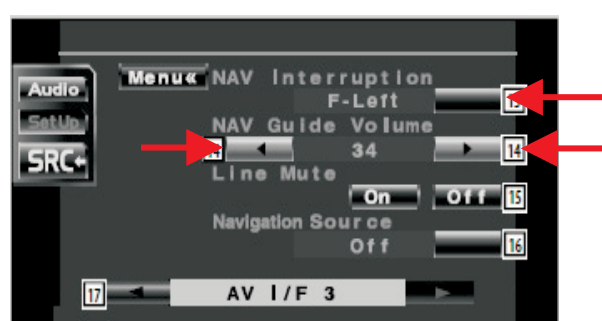 Menu« NAV Interruption
Audio
F-Left 13
SetUp
NAV Guide Volume
SRC
14 34 14
Line Mute
On Off 15
Navigation Source
Off 16
17 AV I/F 3